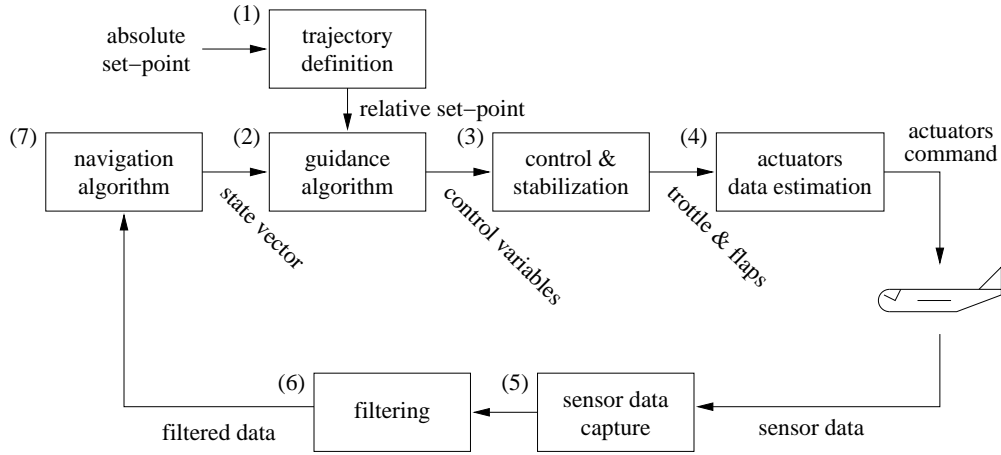 (1)
absolute
set−point
trajectory
definition
relative set−point
(7)
navigation
algorithm
(2)
guidance
algorithm
(3)
control &
stabilization
(4)
actuators
data estimation
actuators
command
state vector
control variables
trottle & flaps
(6)
filtering
(5)
sensor data
capture
filtered data
sensor data